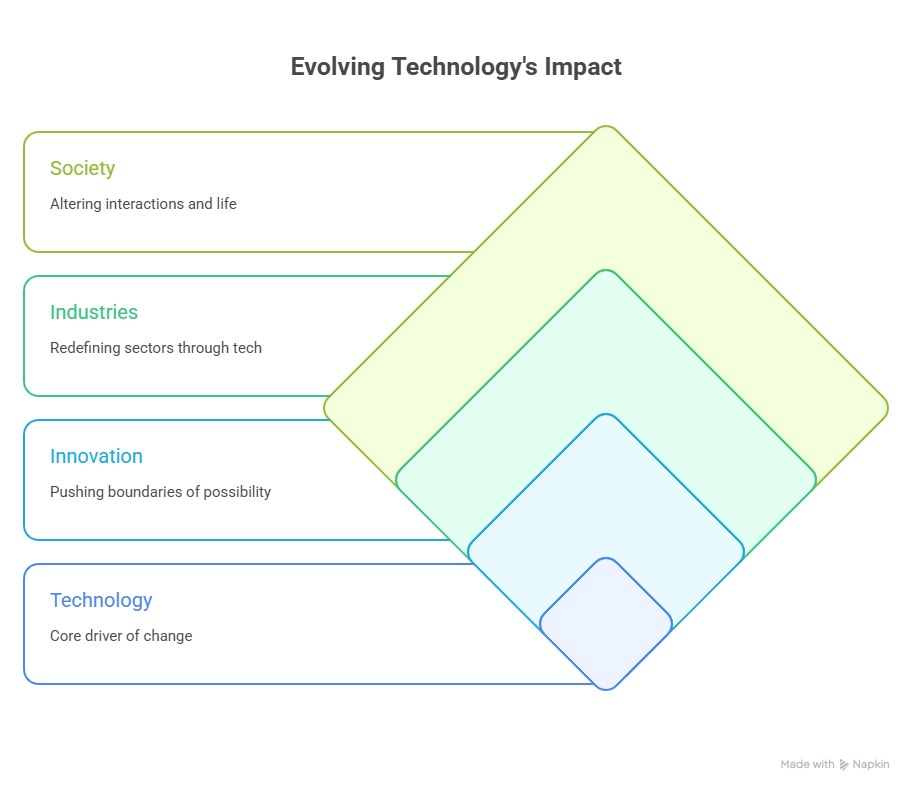 Evolving Technology's Impact
Society
Altering interactions and life
Industries
Redefining sectors through tech
Innovation
Pushing boundaries of possibility
Technology
Core driver of change
Made with Napkin